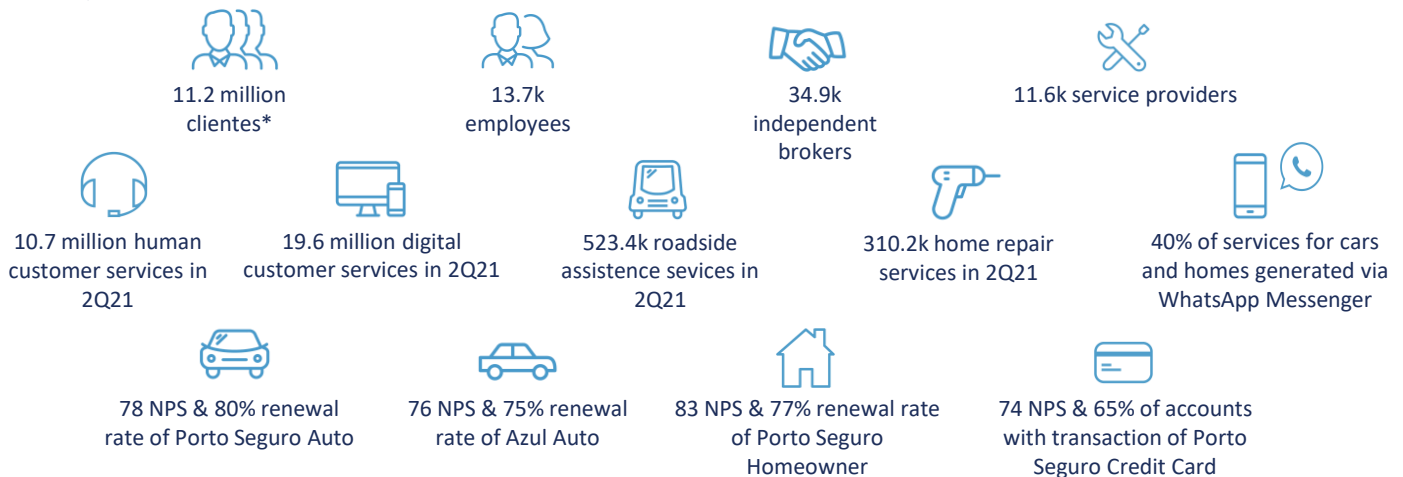 11.2 million
clientes*
13.7k
employees
34.9k
independent
brokers
11.6k service providers
10.7 million human
customer services in
2Q21
19.6 million digital
customer services in 2Q21
523.4k roadside
assistence sevices in
2Q21
310.2k home repair
services in 2Q21
40% of services for cars
and homes generated via
WhatsApp Messenger
78 NPS & 80% renewal
rate of Porto Seguro Auto
76 NPS & 75% renewal
rate of Azul Auto
83 NPS & 77% renewal rate
of Porto Seguro
Homeowner
74 NPS & 65% of accounts
with transaction of Porto
Seguro Credit Card